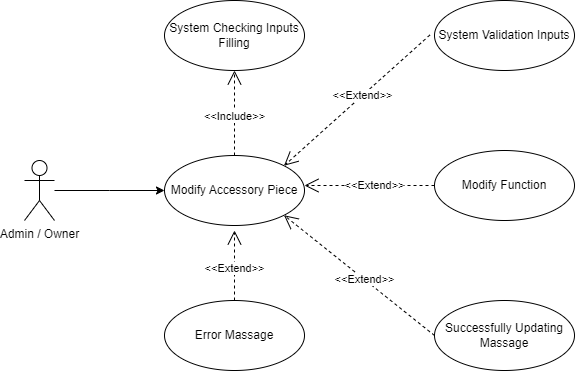 System Checking Inputs
Filling
System Validation Inputs
<<Extend>>
<<Include>>
Modify Accessory Piece
<<Extend>>
Modify Function
Admin / Owner
<<Extend>>
<<Extend>>
Error Massage
Successfully Updating
Massage